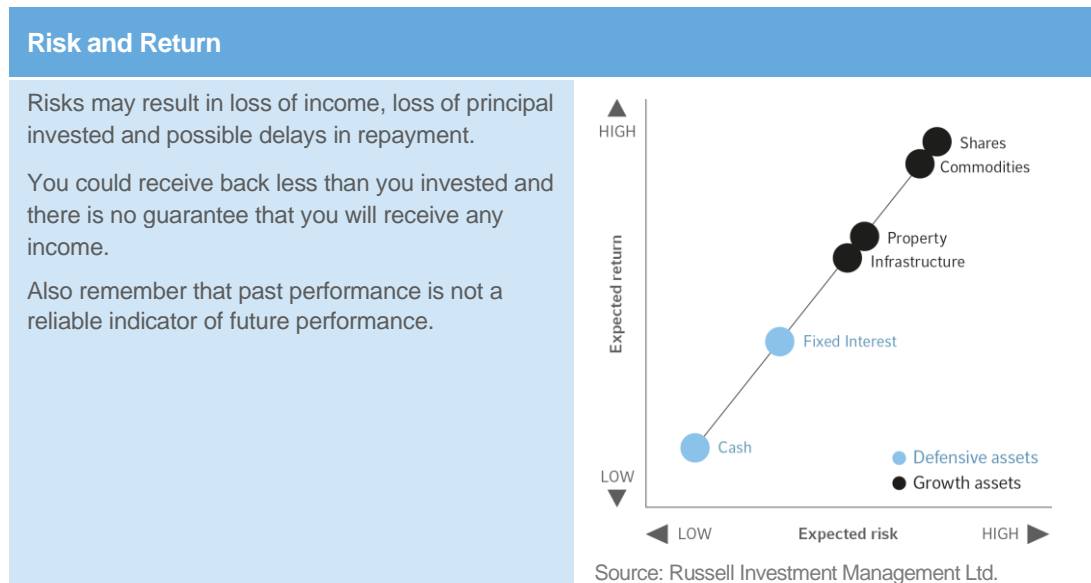 Risk and Return
Risks may result in loss of income, loss of principal
invested and possible delays in repayment.
You could receive back less than you invested and
there is no guarantee that you will receive any
income.
Also remember that past performance is not a
reliable indicator of future performance.
HIGH
Shares
Commodities
Property
Infrastructure
Expected return
Fixed Interest
Cash
Defensive assets
LOW
Growth assets
LOW
Expected risk
HIGH
Source: Russell Investment Management Ltd.